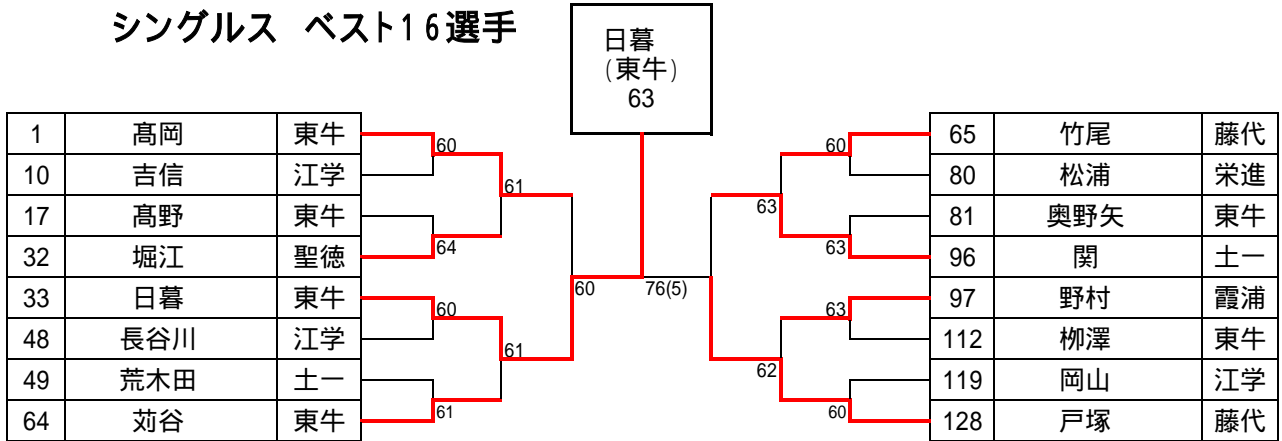 シングルス ベスト16選手
日暮
(東牛)
63
1 髙岡 東牛
10 吉信 江学
17 髙野 東牛
32 堀江 聖徳
33 日暮 東牛
48 長谷川 江学
49 荒木田 土一
64 苅谷 東牛
60
64
60
61
61
61
60
76(5)
60
63
63
60
63
62
65 竹尾 藤代
80 松浦 栄進
81 奥野矢 東牛
96 関 土一
97 野村 霞浦
112 栁澤 東牛
119 岡山 江学
128 戸塚 藤代